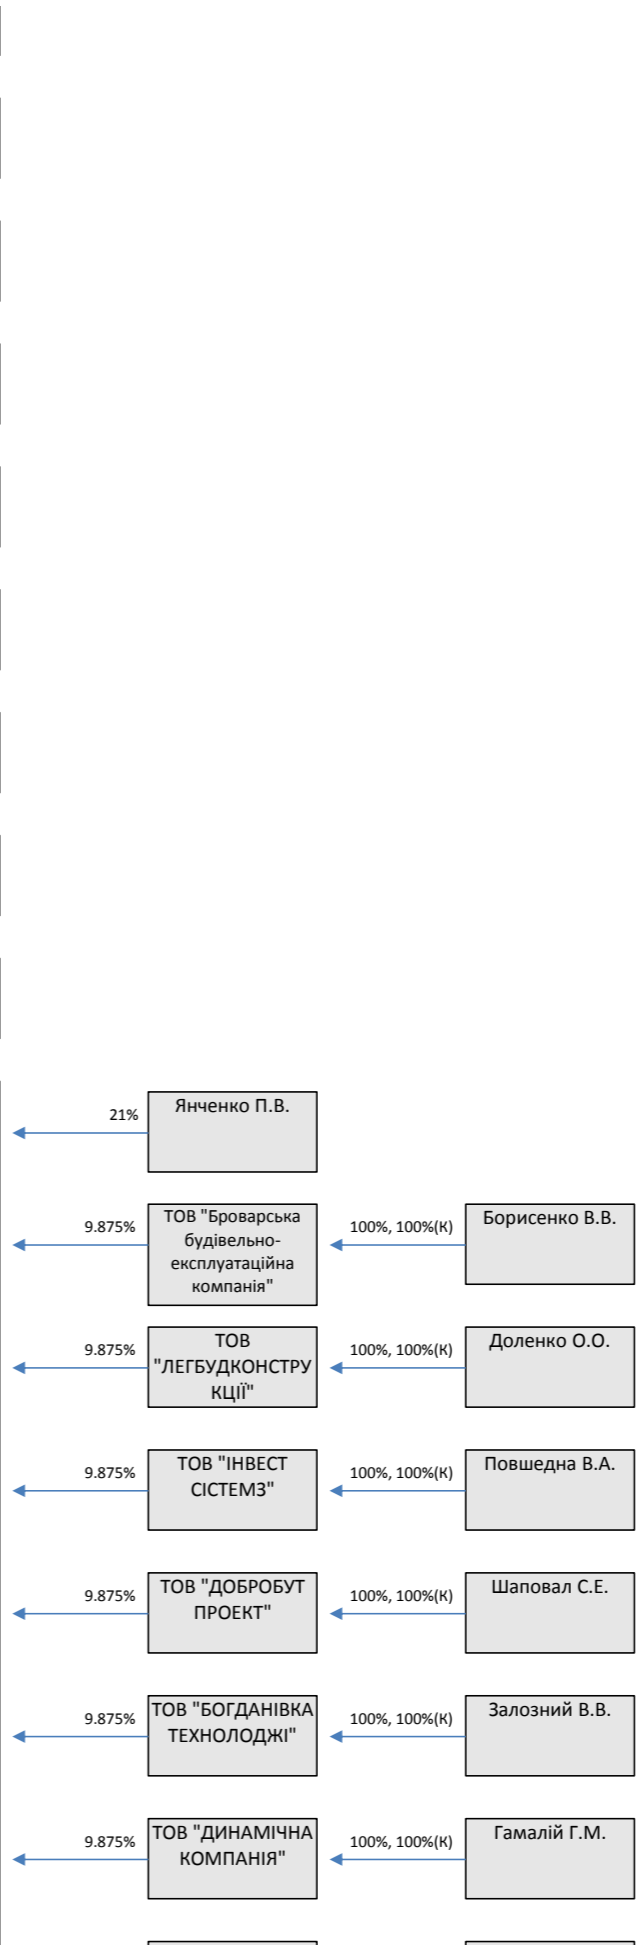 21%
Янченко П.В.
9.875%
ТОВ "Броварська
будівельно-
експлуатаційна
компанія"
100%, 100%(К)
Борисенко В.В.
9.875%
ТОВ
"ЛЕГБУДКОНСТРУ
КЦІЇ"
100%, 100%(К)
Доленко О.О.
9.875%
ТОВ "ІНВЕСТ
СІСТЕМЗ"
100%, 100%(К)
Повшедна В.А.
9.875%
ТОВ "ДОБРОБУТ
ПРОЕКТ"
100%, 100%(К)
Шаповал С.Е.
9.875%
ТОВ "БОГДАНІВКА
ТЕХНОЛОДЖІ"
100%, 100%(К)
Залозний В.В.
9.875%
ТОВ "ДИНАМІЧНА
КОМПАНІЯ"
100%, 100%(К)
Гамалій Г.М.